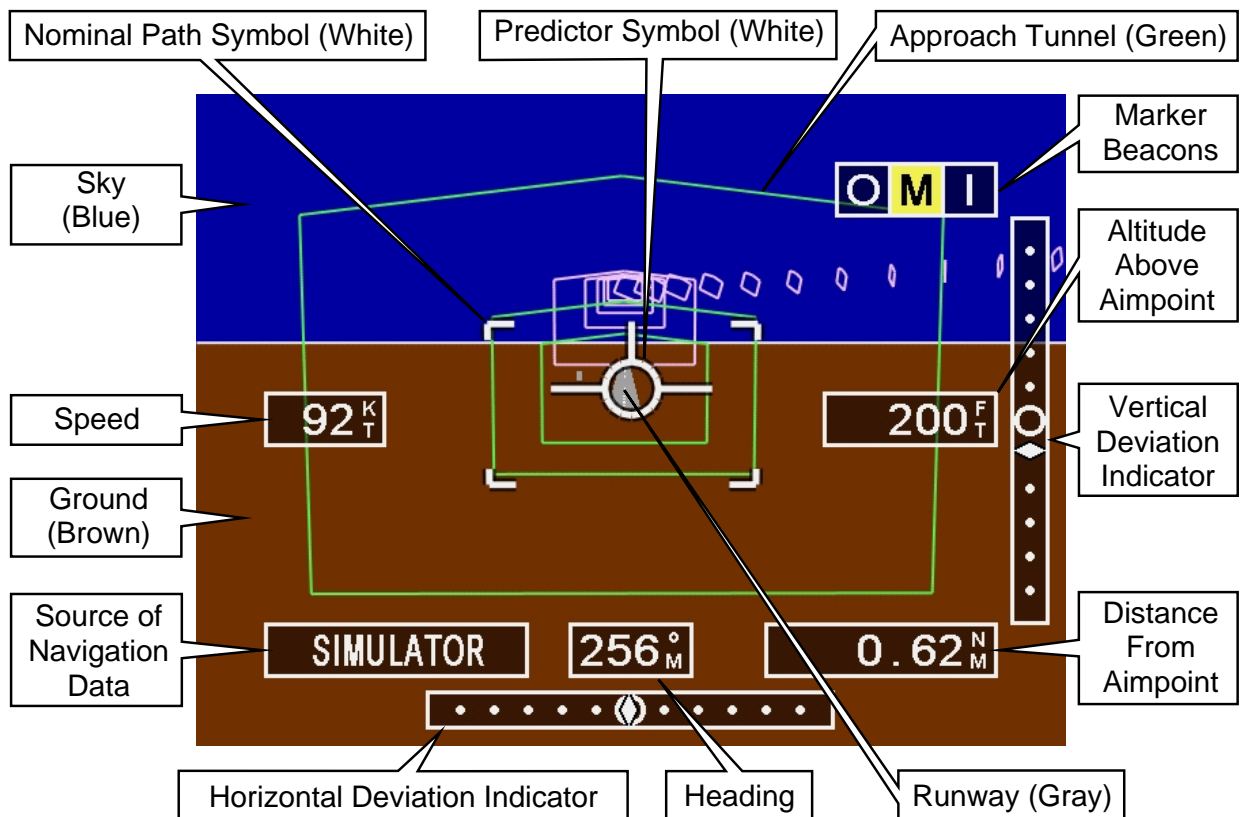 Nominal Path Symbol (White)
Predictor Symbol (White)
Approach Tunnel (Green)
Marker
Beacons
Sky
(Blue)
O M I
Altitude
Above
Aimpoint
Speed
92 KT
200 FT
Vertical
Deviation
Indicator
Ground
(Brown)
Source of
Navigation
Data
SIMULATOR
256 °M
0.62 NM
Distance
From
Aimpoint
Horizontal Deviation Indicator
Heading
Runway (Gray)